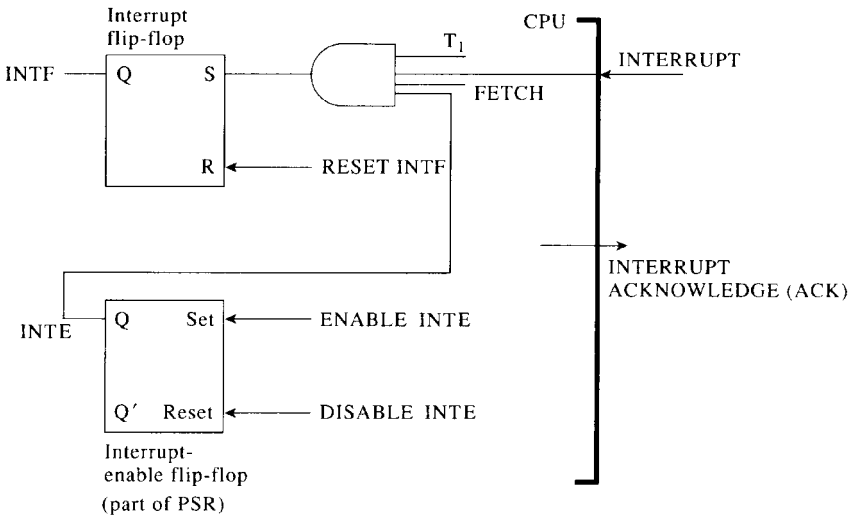 Interrupt
flip-flop
CPU
T1
INTF
Q
S
INTERRUPT
FETCH
R
RESET INTF
INTERRUPT
ACKNOWLEDGE (ACK)
INTE
Q
Set
ENABLE INTE
Q′
Reset
DISABLE INTE
Interrupt-
enable flip-flop
(part of PSR)